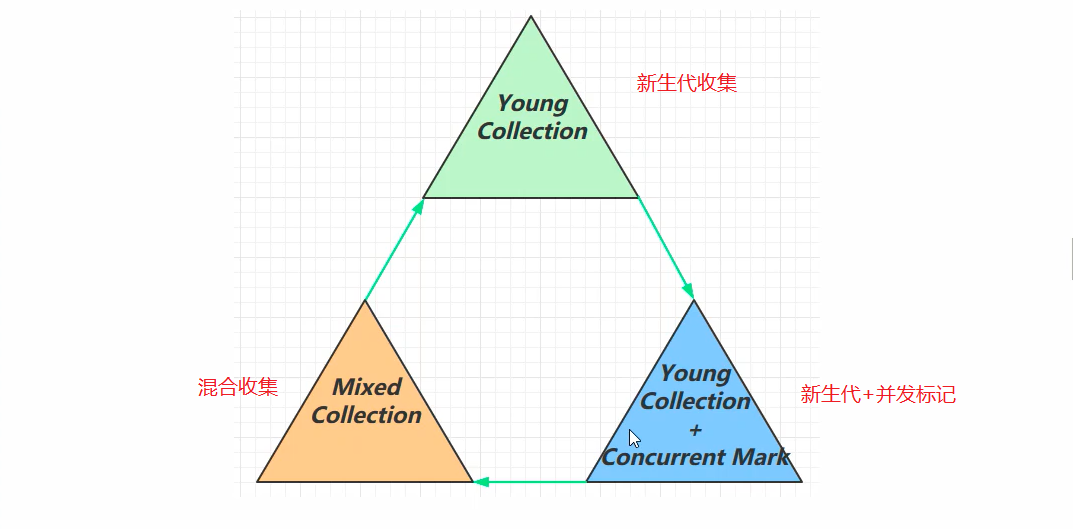 Young
Collection
新生代收集
Mixed
Collection
混合收集
Young
Collection
+
Concurrent Mark
新生代+并发标记